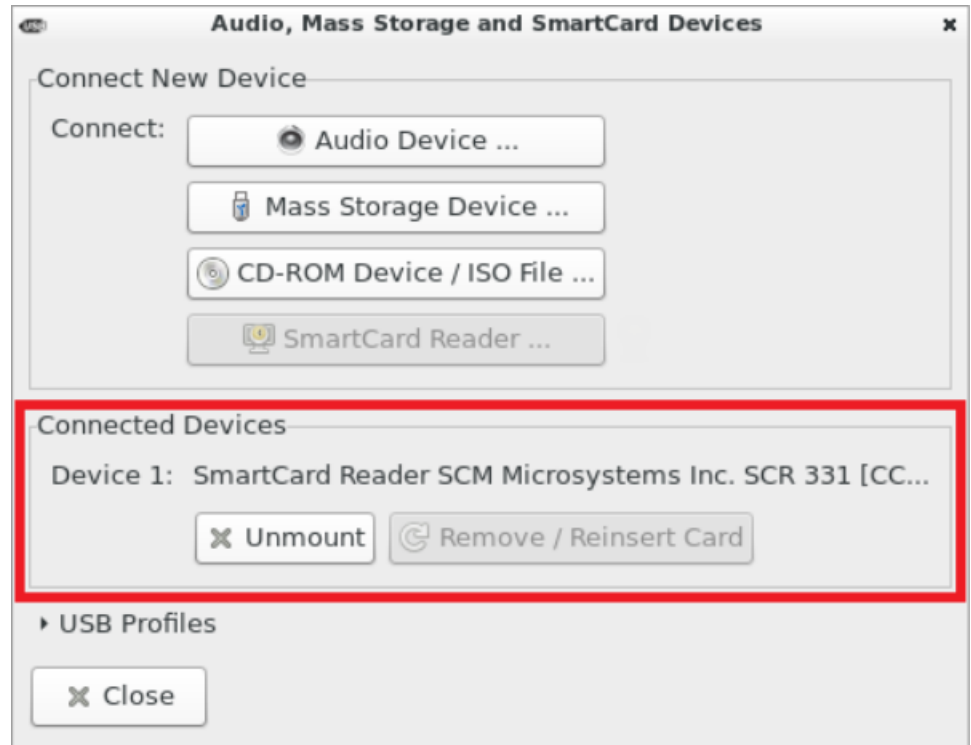 Audio, Mass Storage and SmartCard Devices
Connect New Device
Connect:
Audio Device ...
Mass Storage Device ...
CD-ROM Device / ISO File ...
SmartCard Reader ...
Connected Devices
Device 1: SmartCard Reader SCM Microsystems Inc. SCR 331 [CC...
Unmount Remove / Reinsert Card
USB Profiles
Close